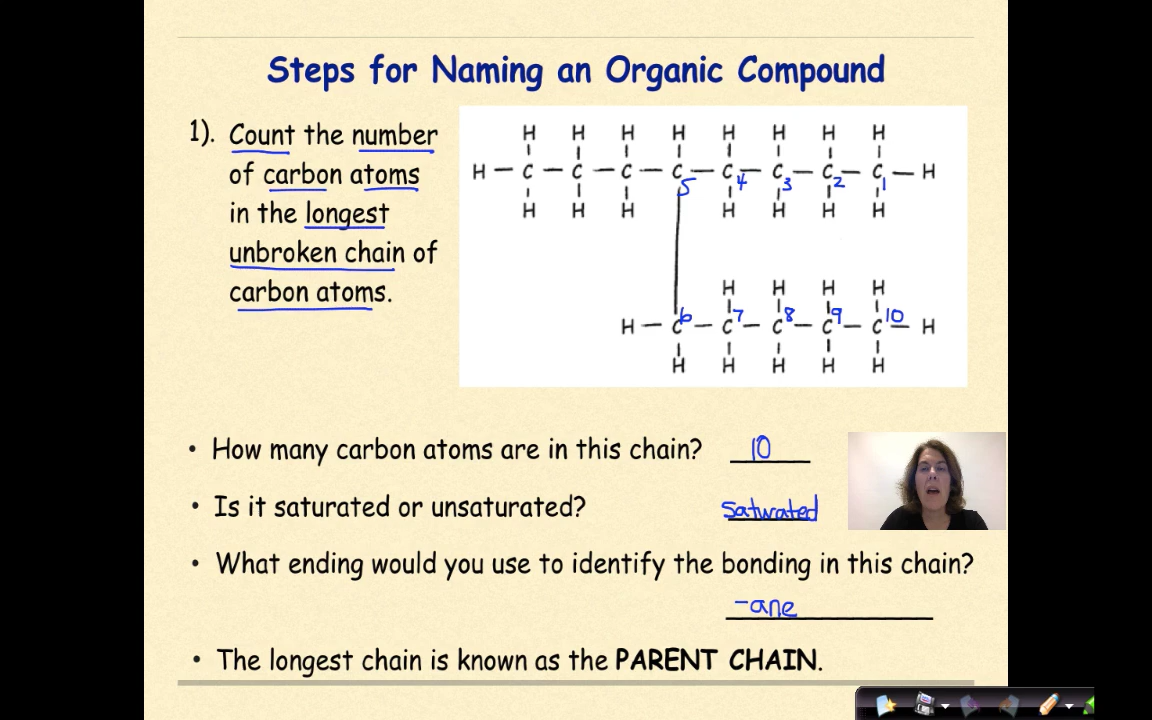 Steps for Naming an Organic Compound
1). Count the number
of carbon atoms
in the longest
unbroken chain of
carbon atoms.
H H H H H H H H
H — C — C — C — C — C — C — C — C — H
5 4 3 2 1
H H H H H H H
H H H H
H — C — C — C — C — C — H
6 7 8 9 10
H H H H H
• How many carbon atoms are in this chain? 10
• Is it saturated or unsaturated? saturated
• What ending would you use to identify the bonding in this chain?
-ane
• The longest chain is known as the PARENT CHAIN.